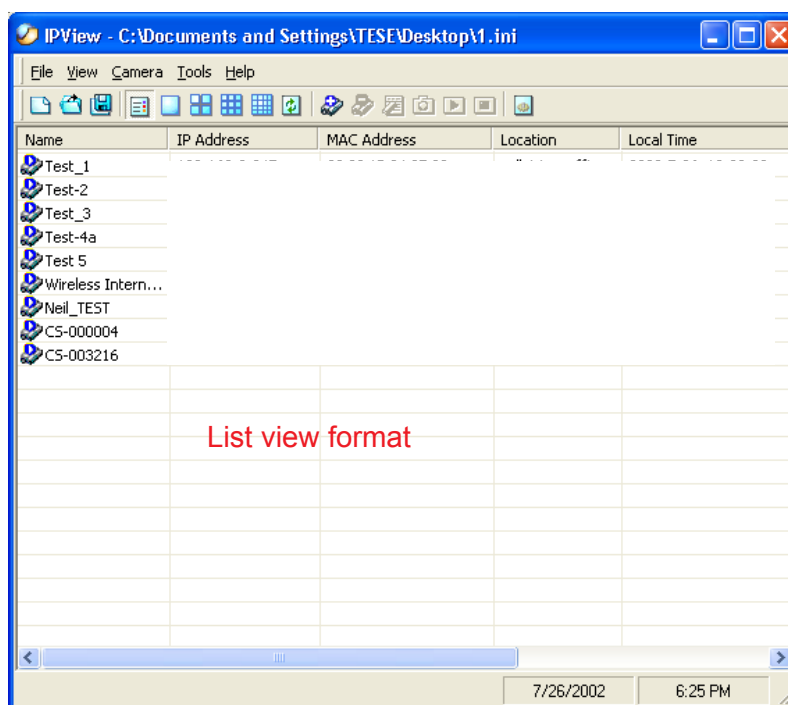 IPView - C:\Documents and Settings\TESE\Desktop\1.ini
File View Camera Tools Help
Name IP Address MAC Address Location Local Time
Test_1
Test-2
Test_3
Test-4a
Test 5
Wireless Intern...
Neil_TEST
CS-000004
CS-003216
List view format
7/26/2002 6:25 PM